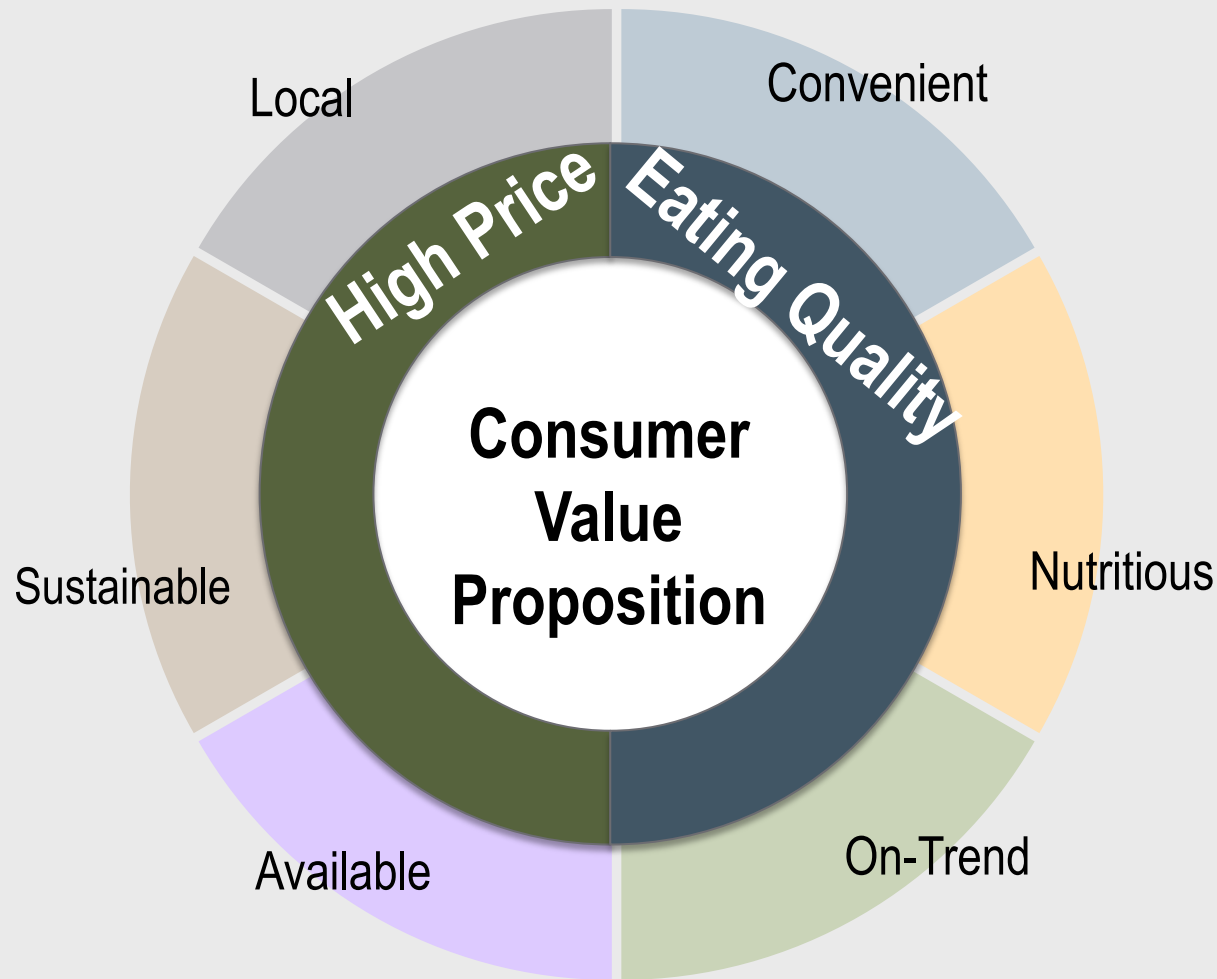 Local
Convenient
High Price
Eating Quality
Consumer
Value
Proposition
Sustainable
Nutritious
Available
On-Trend